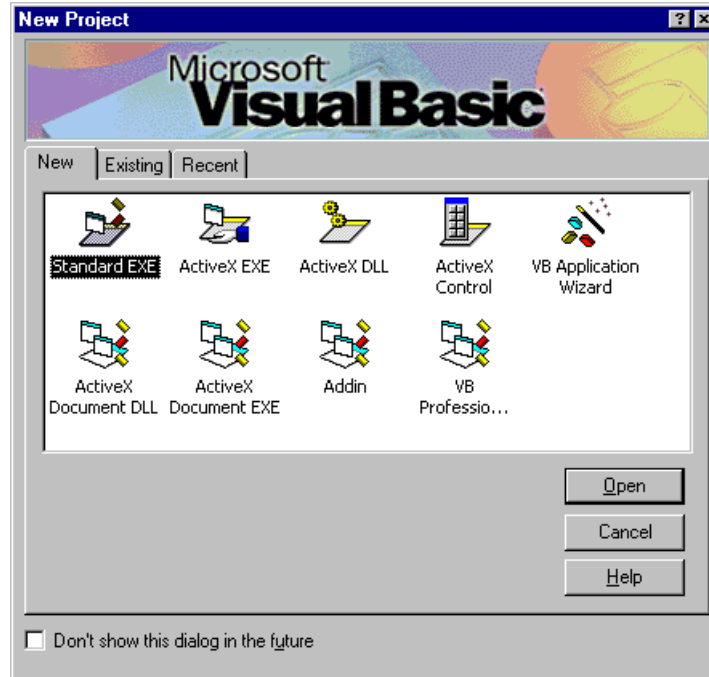 New Project
Microsoft
Visual Basic
New Existing Recent
Standard EXE ActiveX EXE ActiveX DLL ActiveX Control VB Application Wizard
ActiveX Document DLL ActiveX Document EXE Addin VB Professio...
Open
Cancel
Help
Don't show this dialog in the future